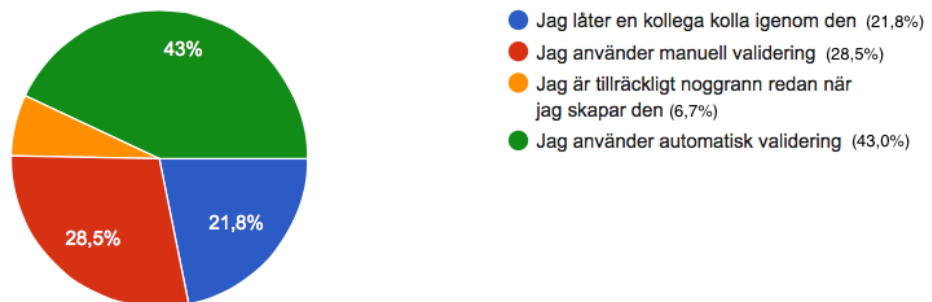 43%
21,8%
28,5%
Jag låter en kollega kolla igenom den (21,8%)
Jag använder manuell validering (28,5%)
Jag är tillräckligt noggrann redan när
jag skapar den (6,7%)
Jag använder automatisk validering (43,0%)